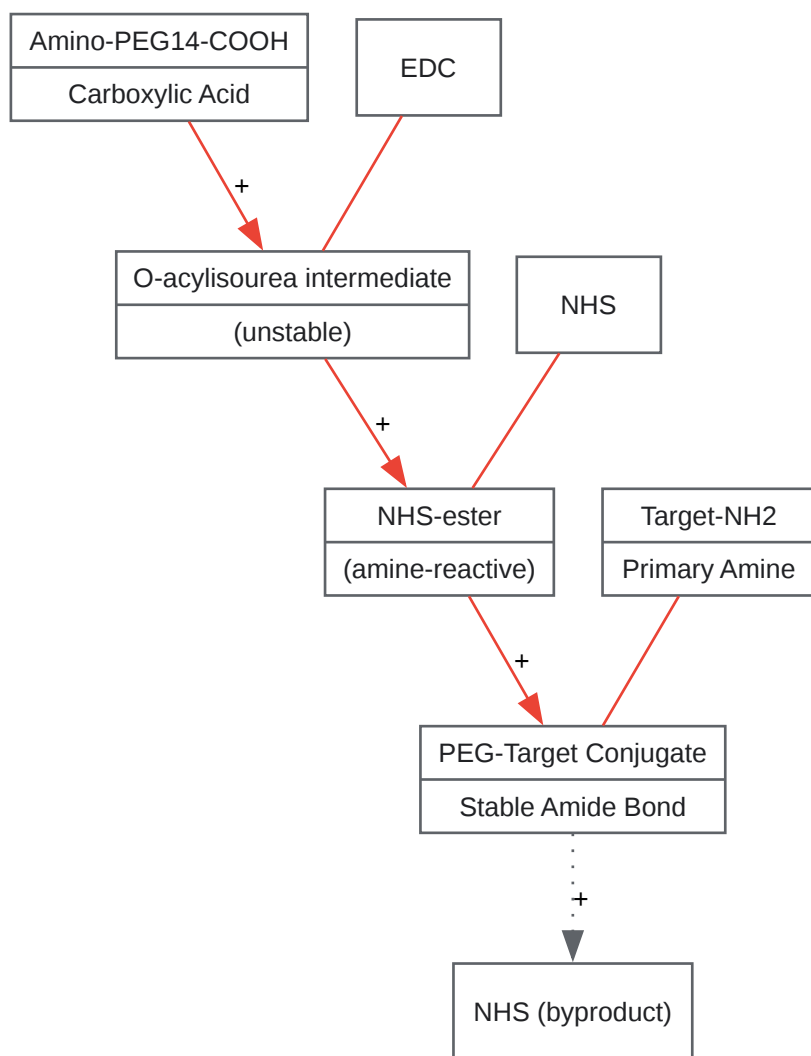 Amino-PEG14-COOH
Carboxylic Acid
EDC
+
O-acylisourea intermediate
(unstable)
NHS
+
NHS-ester
(amine-reactive)
Target-NH2
Primary Amine
+
PEG-Target Conjugate
Stable Amide Bond
+
NHS (byproduct)